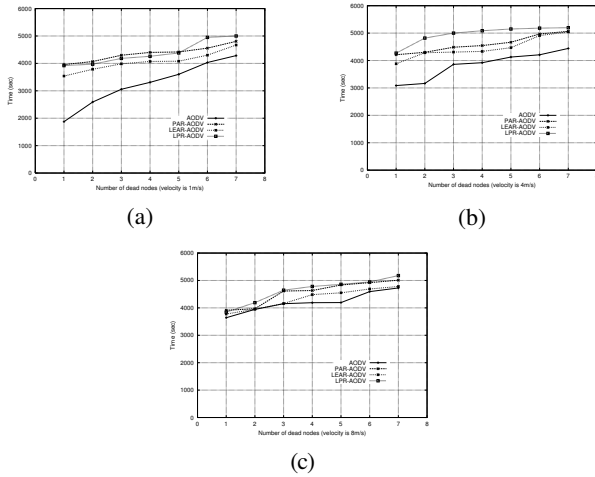 6000
5000
4000
3000
2000
1000
0
Time (sec)
AODV
PAR-AODV
LEAR-AODV
LPR-AODV
0 1 2 3 4 5 6 7 8
Number of dead nodes (velocity is 1m/s)
(a)
6000
5000
4000
3000
2000
1000
0
Time (sec)
AODV
PAR-AODV
LEAR-AODV
LPR-AODV
0 1 2 3 4 5 6 7 8
Number of dead nodes (velocity is 4m/s)
(b)
6000
5000
4000
3000
2000
1000
0
Time (sec)
AODV
PAR-AODV
LEAR-AODV
LPR-AODV
0 1 2 3 4 5 6 7 8
Number of dead nodes (velocity is 8m/s)
(c)